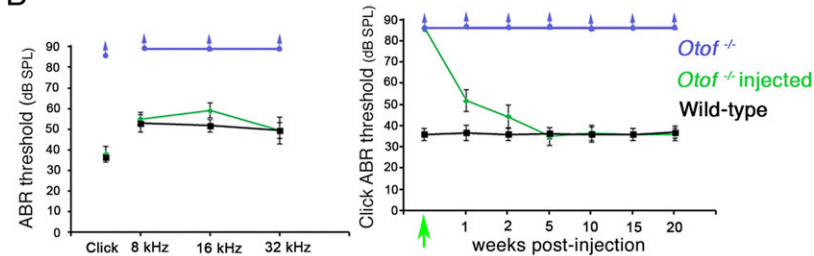 ABR threshold (dB SPL)
90
80
70
60
50
40
30
20
10
0
Click 8 kHz 16 kHz 32 kHz
Click ABR threshold (dB SPL)
90
80
70
60
50
40
30
20
10
0
1 2 5 10 15 20
weeks post-injection
Otof -/-
Otof -/- injected
Wild-type